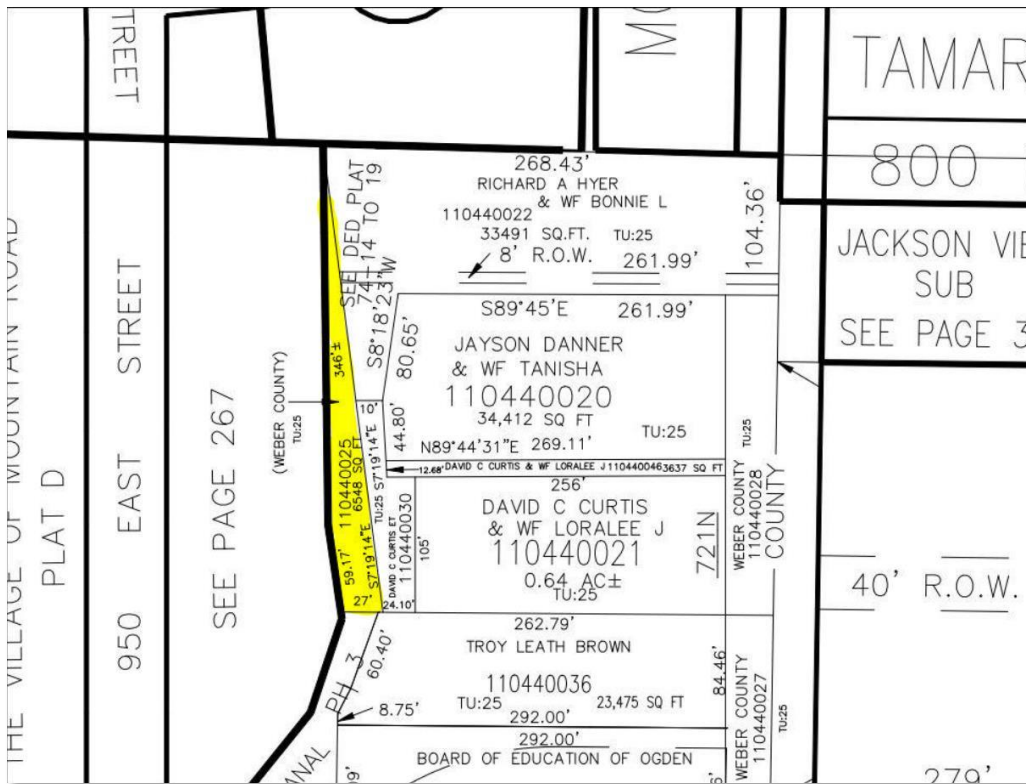 STREET
TAMAR
800
JACKSON VIE
SUB
SEE PAGE 3
268.43'
RICHARD A HYER
& WF BONNIE L
110440022
33491 SQ.FT. TU:25
8' R.O.W. 261.99'
104.36'
SEE DED PLAT
74-14 TO 19
S8°18'23"W
80.65'
S89°45'E 261.99'
JAYSON DANNER
& WF TANISHA
110440020
34,412 SQ FT
TU:25
N89°44'31"E 269.11'
346'±
(WEBER COUNTY)
TU:25
10'
44.80'
110440025
6548 SQ FT
TU:25 S7°19'14"E
12.68' DAVID C CURTIS & WF LORALEE J 110440046 3637 SQ FT
256'
DAVID C CURTIS
& WF LORALEE J
110440021
0.64 AC±
TU:25
DAVID C CURTIS ET
110440030
105'
59.17'
S7°19'14"E
27'
24.10'
721N
WEBER COUNTY
110440028
TU:25
COUNTY
40' R.O.W.
262.79'
TROY LEATH BROWN
110440036
TU:25 23,475 SQ FT
292.00'
84.46'
60.40'
PH 3
8.75'
WEBER COUNTY
110440027
TU:25
292.00'
BOARD OF EDUCATION OF OGDEN
279'
ANAL
THE VILLAGE OF MOUNTAIN ROAD
PLAT D
950 EAST STREET
SEE PAGE 267